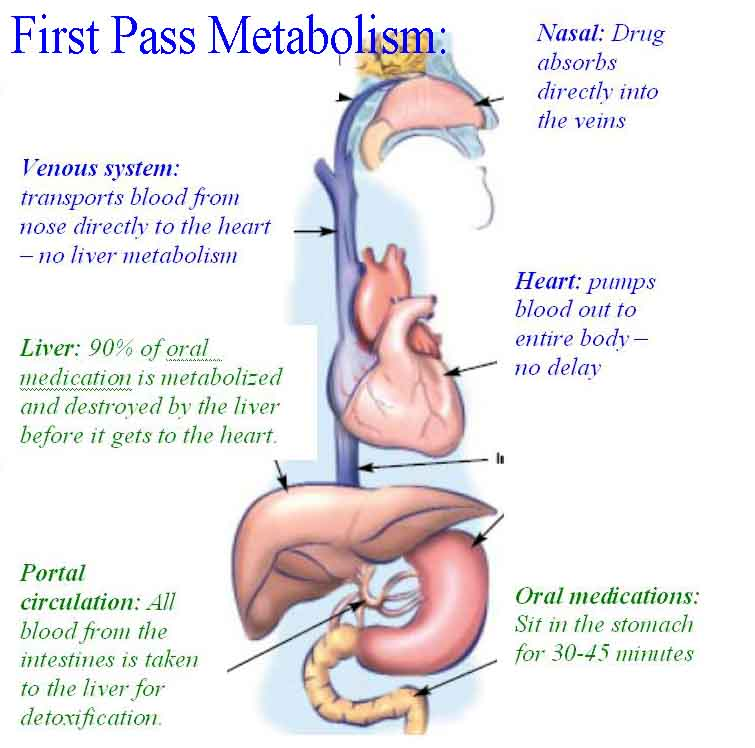 First Pass Metabolism:
Nasal: Drug
absorbs
directly into
the veins
Venous system:
transports blood from
nose directly to the heart
– no liver metabolism
Heart: pumps
blood out to
entire body –
no delay
Liver: 90% of oral
medication is metabolized
and destroyed by the liver
before it gets to the heart.
Portal
circulation: All
blood from the
intestines is taken
to the liver for
detoxification.
Oral medications:
Sit in the stomach
for 30-45 minutes